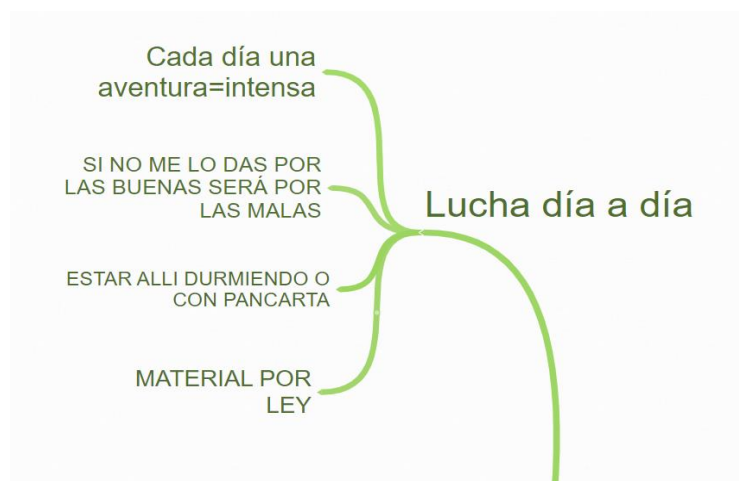 Cada día una
aventura=intensa
SI NO ME LO DAS POR
LAS BUENAS SERÁ POR
LAS MALAS
Lucha día a día
ESTAR ALLI DURMIENDO O
CON PANCARTA
MATERIAL POR
LEY